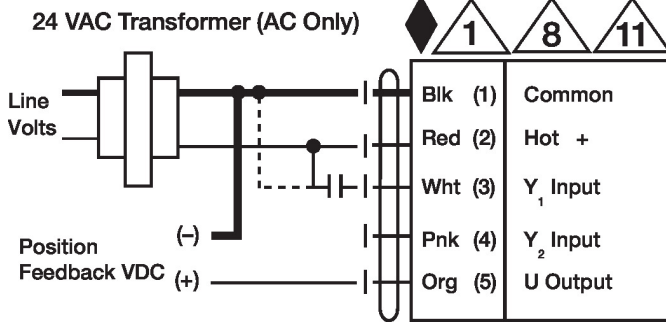 24 VAC Transformer (AC Only)
1 8 11
Line
Volts
Blk (1) Common
Red (2) Hot +
Wht (3) Y1 Input
Pnk (4) Y2 Input
Org (5) U Output
(–)
Position
Feedback VDC (+)